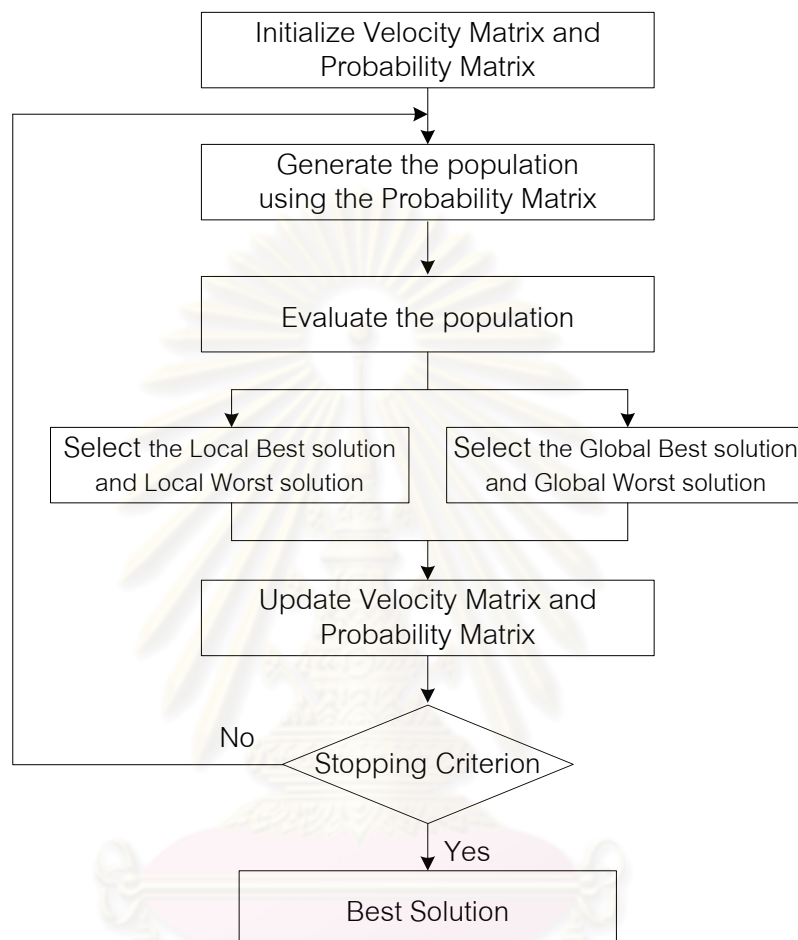 Initialize Velocity Matrix and
Probability Matrix
Generate the population
using the Probability Matrix
Evaluate the population
Select the Local Best solution
and Local Worst solution
Select the Global Best solution
and Global Worst solution
Update Velocity Matrix and
Probability Matrix
No
Stopping Criterion
Yes
Best Solution